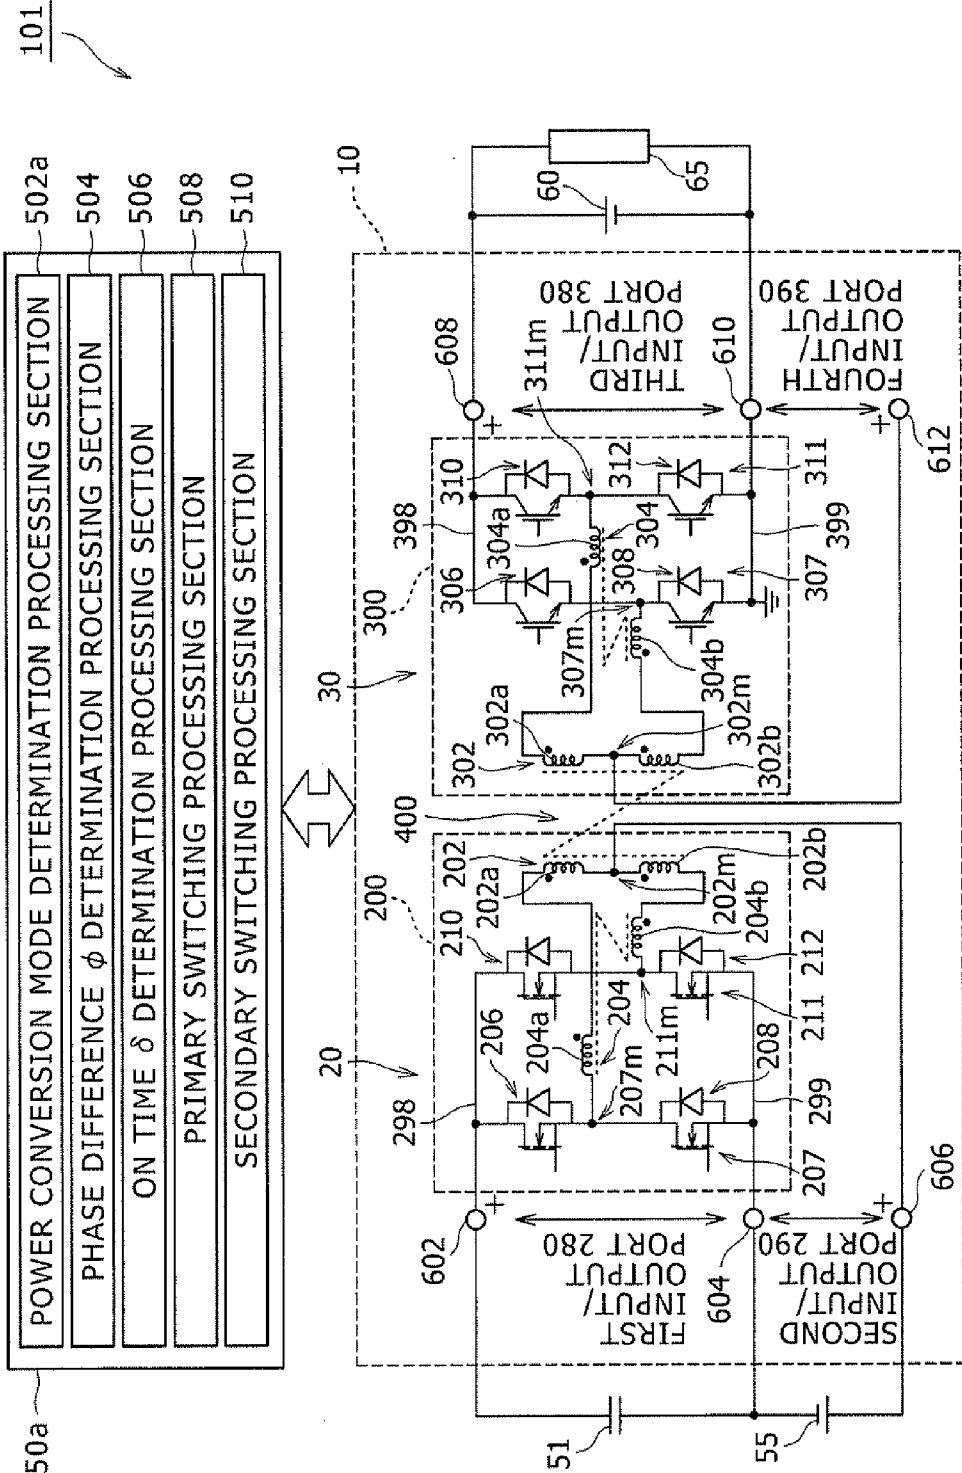 101
50a
POWER CONVERSION MODE DETERMINATION PROCESSING SECTION
502a
PHASE DIFFERENCE ϕ DETERMINATION PROCESSING SECTION
504
ON TIME δ DETERMINATION PROCESSING SECTION
506
PRIMARY SWITCHING PROCESSING SECTION
508
SECONDARY SWITCHING PROCESSING SECTION
510
10
20
200
400
30
300
602
298
206
210
202
302
306
398
310
608
60
65
+
+
204a
202a
302a
304a
311m
51
FIRST
INPUT/
OUTPUT
PORT 280
207m
204
211m
204b
202m
302m
304b
307m
308
304
312
THIRD
INPUT/
OUTPUT
PORT 380
604
207
208
299
211
212
202b
302b
307
399
311
610
55
SECOND
INPUT/
OUTPUT
PORT 290
FOURTH
INPUT/
OUTPUT
PORT 390
+
+
606
612